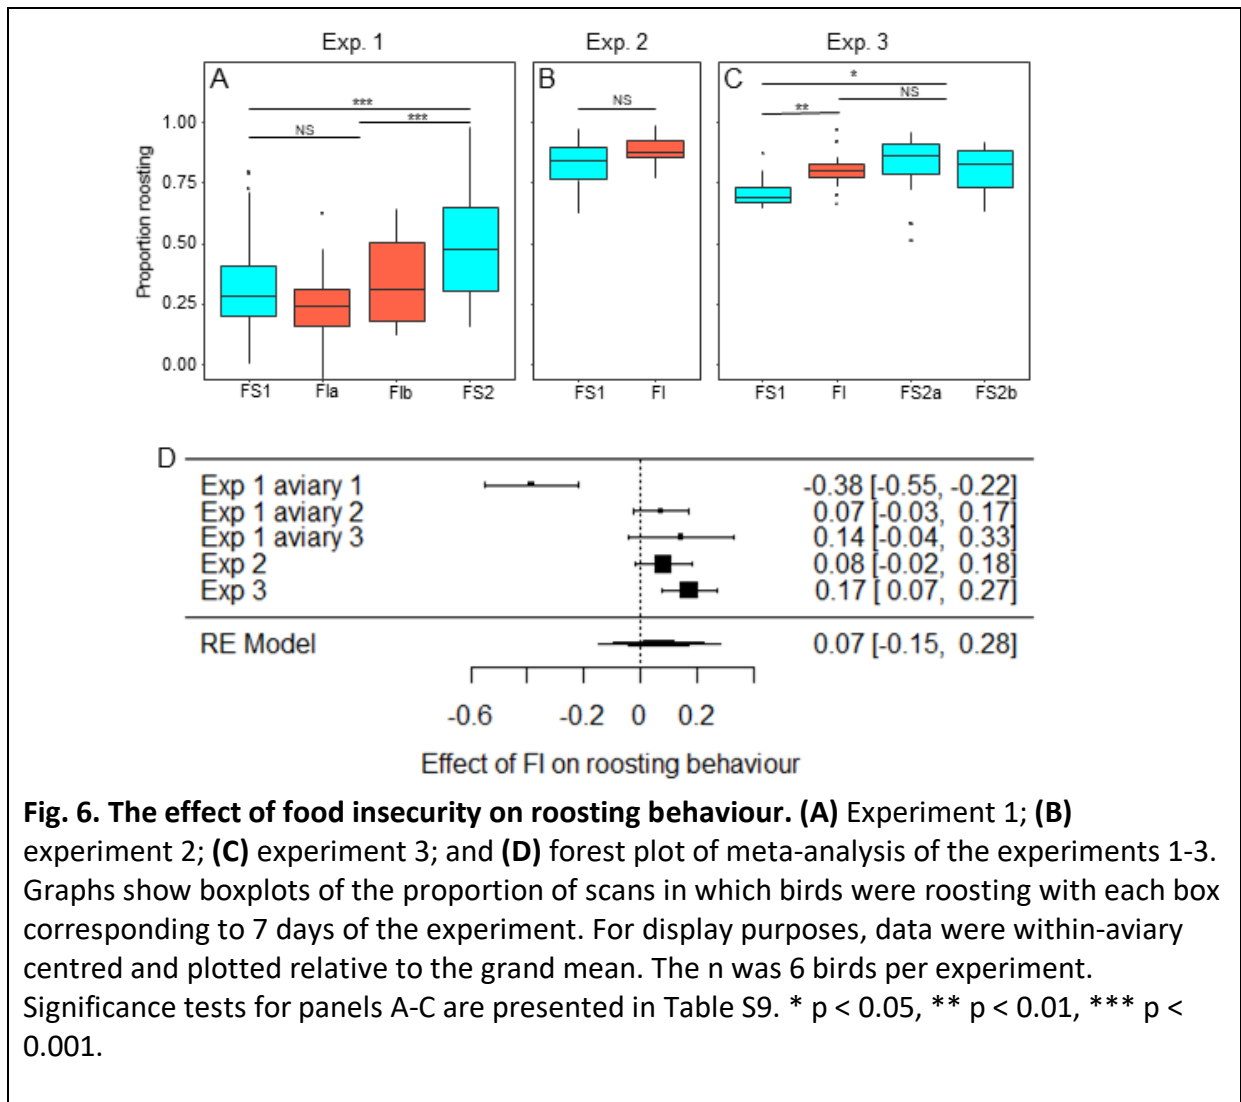 Exp. 1
Exp. 2
Exp. 3
A
B
C
***
NS
***
NS
*
NS
**
Proportion roosting
1.00
0.75
0.50
0.25
0.00
FS1
FIa
FIb
FS2
FS1
FI
FS1
FI
FS2a
FS2b
D
Exp 1 aviary 1 -0.38 [-0.55, -0.22]
Exp 1 aviary 2 0.07 [-0.03, 0.17]
Exp 1 aviary 3 0.14 [-0.04, 0.33]
Exp 2 0.08 [-0.02, 0.18]
Exp 3 0.17 [ 0.07, 0.27]
RE Model 0.07 [-0.15, 0.28]
-0.6 -0.2 0 0.2
Effect of FI on roosting behaviour
Fig. 6. The effect of food insecurity on roosting behaviour. (A) Experiment 1; (B)
experiment 2; (C) experiment 3; and (D) forest plot of meta-analysis of the experiments 1-3.
Graphs show boxplots of the proportion of scans in which birds were roosting with each box
corresponding to 7 days of the experiment. For display purposes, data were within-aviary
centred and plotted relative to the grand mean. The n was 6 birds per experiment.
Significance tests for panels A-C are presented in Table S9. * p < 0.05, ** p < 0.01, *** p <
0.001.